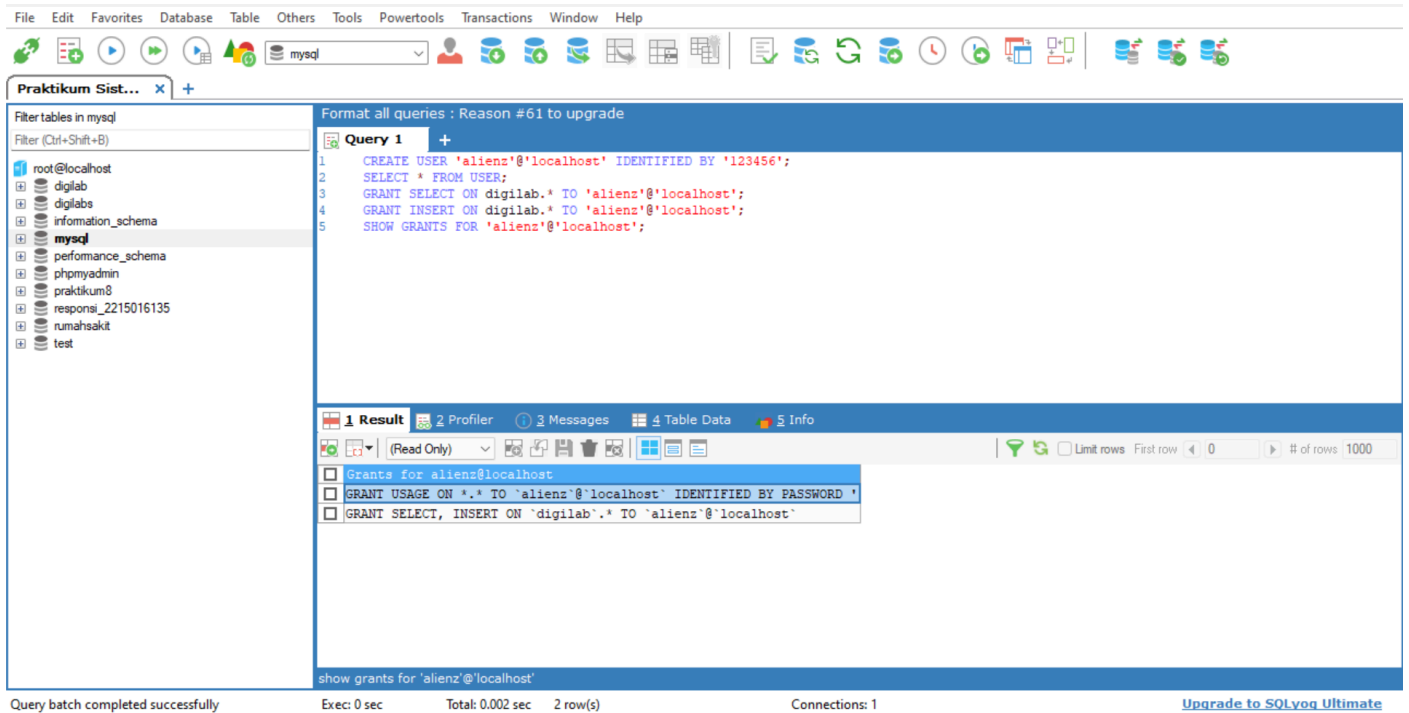 File Edit Favorites Database Table Others Tools Powertools Transactions Window Help
mysql
Praktikum Sist... x +
Filter tables in mysql
Filter (Ctrl+Shift+B)
root@localhost
digilab
digilabs
information_schema
mysql
performance_schema
phpmyadmin
praktikum8
responsi_2215016135
rumahsakit
test
Format all queries : Reason #61 to upgrade
Query 1 +
1 CREATE USER 'alienz'@'localhost' IDENTIFIED BY '123456';
2 SELECT * FROM USER;
3 GRANT SELECT ON digilab.* TO 'alienz'@'localhost';
4 GRANT INSERT ON digilab.* TO 'alienz'@'localhost';
5 SHOW GRANTS FOR 'alienz'@'localhost';
1 Result 2 Profiler 3 Messages 4 Table Data 5 Info
(Read Only) Limit rows First row 0 # of rows 1000
Grants for alienz@localhost
GRANT USAGE ON *.* TO `alienz`@`localhost` IDENTIFIED BY PASSWORD '
GRANT SELECT, INSERT ON `digilab`.* TO `alienz`@`localhost`
show grants for 'alienz'@'localhost'
Query batch completed successfully Exec: 0 sec Total: 0.002 sec 2 row(s) Connections: 1 Upgrade to SQLyog Ultimate